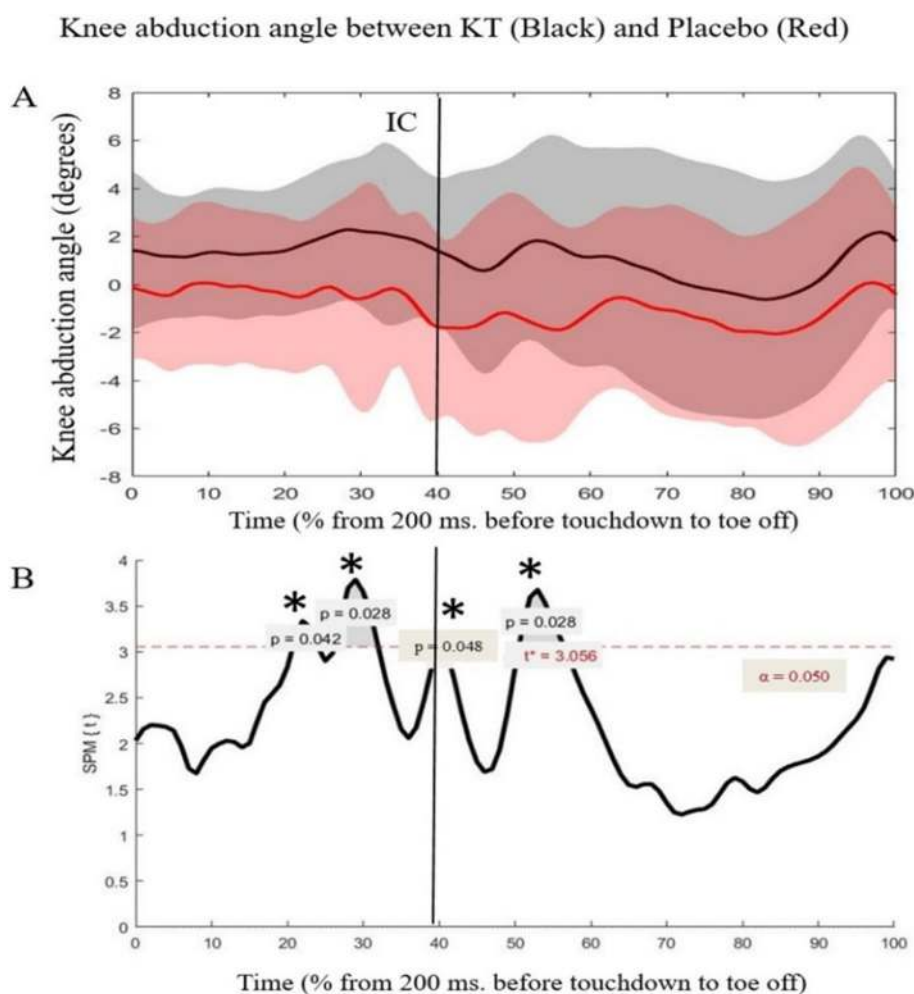 Knee abduction angle between KT (Black) and Placebo (Red)
A
Knee abduction angle (degrees)
8
6
4
2
0
-2
-4
-6
-8
IC
0 10 20 30 40 50 60 70 80 90 100
Time (% from 200 ms. before touchdown to toe off)
B
SPM { t }
4
3.5
3
2.5
2
1.5
1
0.5
0
* * * *
p = 0.028
p = 0.028
p = 0.042
p = 0.048
t* = 3.056
α = 0.050
0 10 20 30 40 50 60 70 80 90 100
Time (% from 200 ms. before touchdown to toe off)